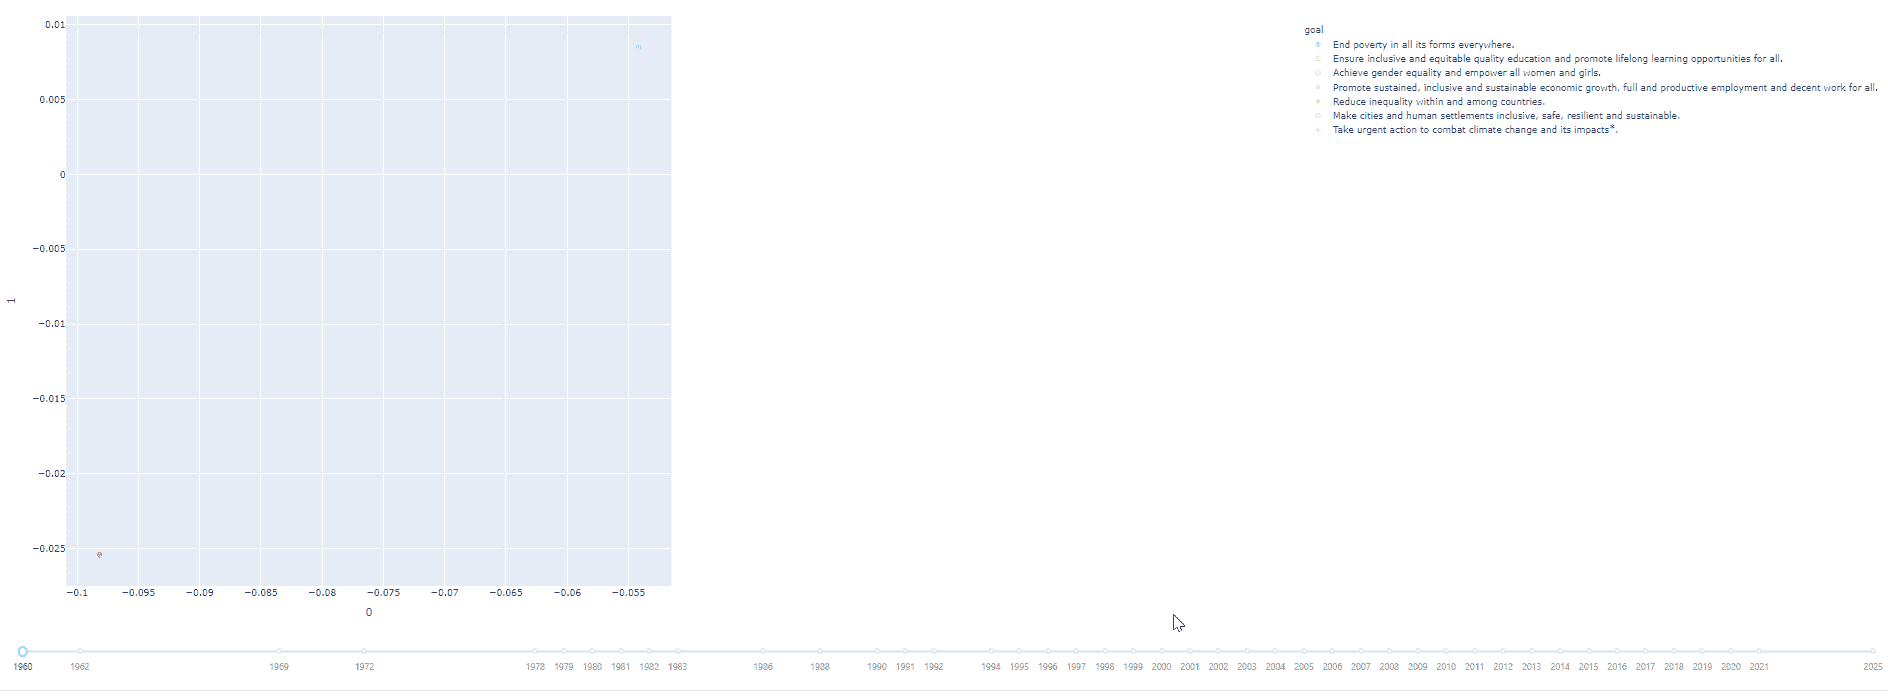 0.01
0.005
0
−0.005
−0.01
−0.015
−0.02
−0.025
1
−0.1 −0.095 −0.09 −0.085 −0.08 −0.075 −0.07 −0.065 −0.06 −0.055
0
goal
End poverty in all its forms everywhere.
Ensure inclusive and equitable quality education and promote lifelong learning opportunities for all.
Achieve gender equality and empower all women and girls.
Promote sustained, inclusive and sustainable economic growth, full and productive employment and decent work for all.
Reduce inequality within and among countries.
Make cities and human settlements inclusive, safe, resilient and sustainable.
Take urgent action to combat climate change and its impacts*.
1960 1962 1969 1972 1978 1979 1980 1981 1982 1983 1986 1988 1990 1991 1992 1994 1995 1996 1997 1998 1999 2000 2001 2002 2003 2004 2005 2006 2007 2008 2009 2010 2011 2012 2013 2014 2015 2016 2017 2018 2019 2020 2021 2025